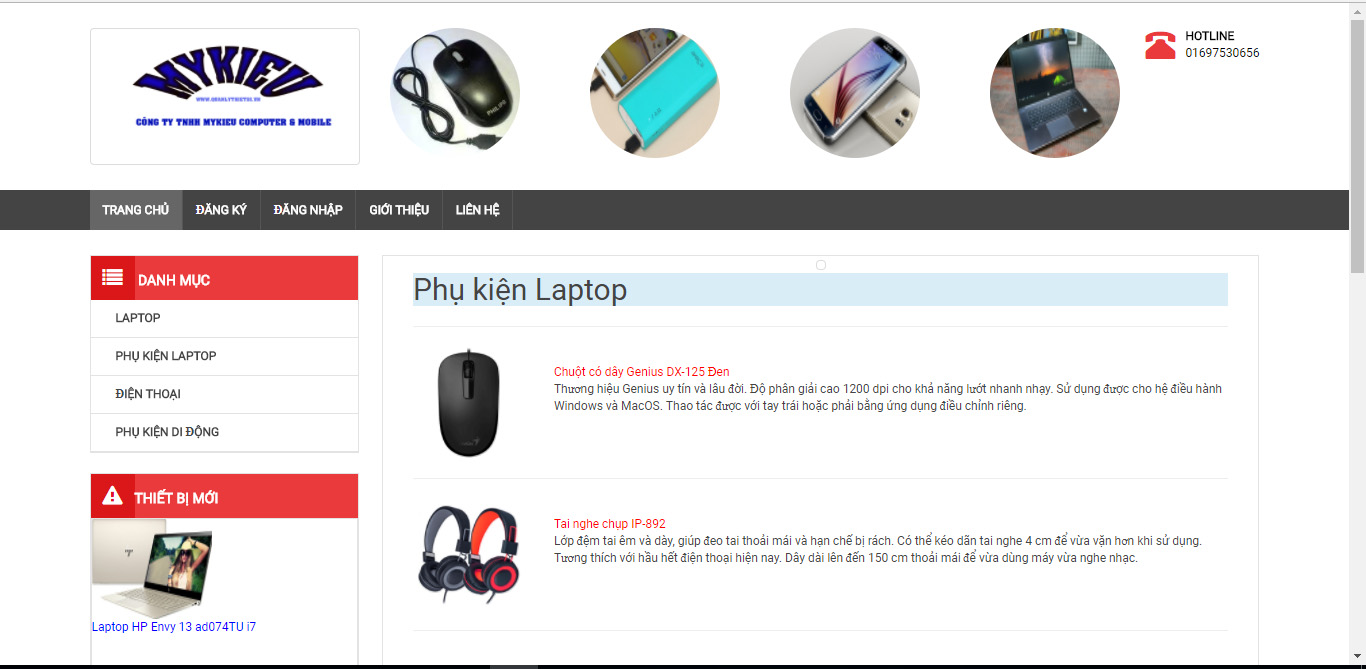 MYKIEU
CÔNG TY TNHH MYKIEU COMPUTER & MOBILE
PHILIPS
HOTLINE
01697530656
TRANG CHỦ
ĐĂNG KÝ
ĐĂNG NHẬP
GIỚI THIỆU
LIÊN HỆ
DANH MỤC
LAPTOP
PHỤ KIỆN LAPTOP
ĐIỆN THOẠI
PHỤ KIỆN DI ĐỘNG
THIẾT BỊ MỚI
Laptop HP Envy 13 ad074TU i7
Phụ kiện Laptop
Chuột có dây Genius DX-125 Đen
Thương hiệu Genius uy tín và lâu đời. Độ phân giải cao 1200 dpi cho khả năng lướt nhanh nhạy. Sử dụng được cho hệ điều hành
Windows và MacOS. Thao tác được với tay trái hoặc phải bằng ứng dụng điều chỉnh riêng.
Tai nghe chụp IP-892
Lớp đệm tai êm và dày, giúp đeo tai thoải mái và hạn chế bị rách. Có thể kéo dãn tai nghe 4 cm để vừa vặn hơn khi sử dụng.
Tương thích với hầu hết điện thoại hiện nay. Dây dài lên đến 150 cm thoải mái để vừa dùng máy vừa nghe nhạc.